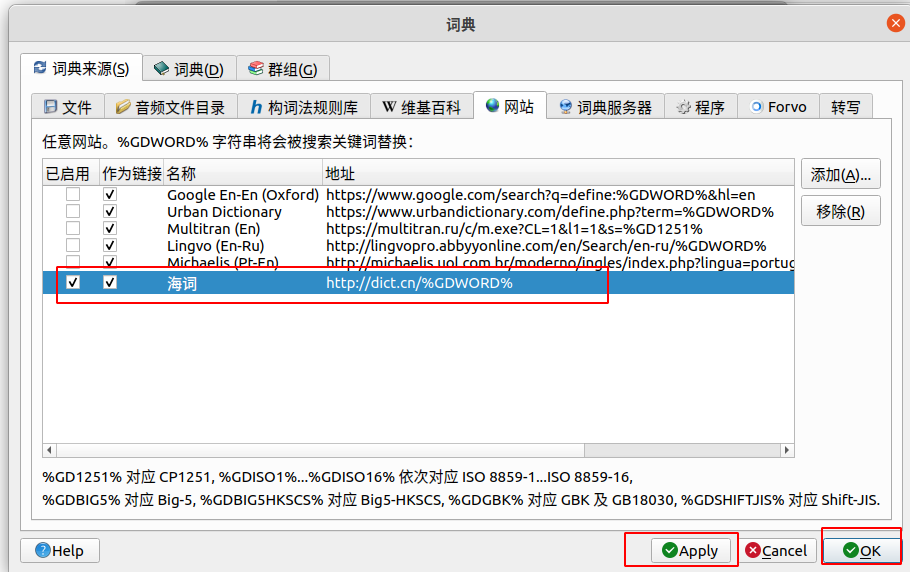 词典
词典来源(S) 词典(D) 群组(G)
文件 音频文件目录 构词法规则库 维基百科 网站 词典服务器 程序 Forvo 转写
任意网站。%GDWORD% 字符串将会被搜索关键词替换:
已启用 作为链接 名称 地址
Google En-En (Oxford) https://www.google.com/search?q=define:%GDWORD%&hl=en
Urban Dictionary https://www.urbandictionary.com/define.php?term=%GDWORD%
Multitran (En) https://multitran.ru/c/m.exe?CL=1&l1=1&s=%GD1251%
Lingvo (En-Ru) http://lingvopro.abbyyonline.com/en/Search/en-ru/%GDWORD%
Michaelis (Pt-En) http://michaelis.uol.com.br/moderno/ingles/index.php?lingua=portug
海词 http://dict.cn/%GDWORD%
添加(A)...
移除(R)
%GD1251% 对应 CP1251, %GDISO1%...%GDISO16% 依次对应 ISO 8859-1...ISO 8859-16,
%GDBIG5% 对应 Big-5, %GDBIG5HKSCS% 对应 Big5-HKSCS, %GDGBK% 对应 GBK 及 GB18030, %GDSHIFTJIS% 对应 Shift-JIS.
Help Apply Cancel OK